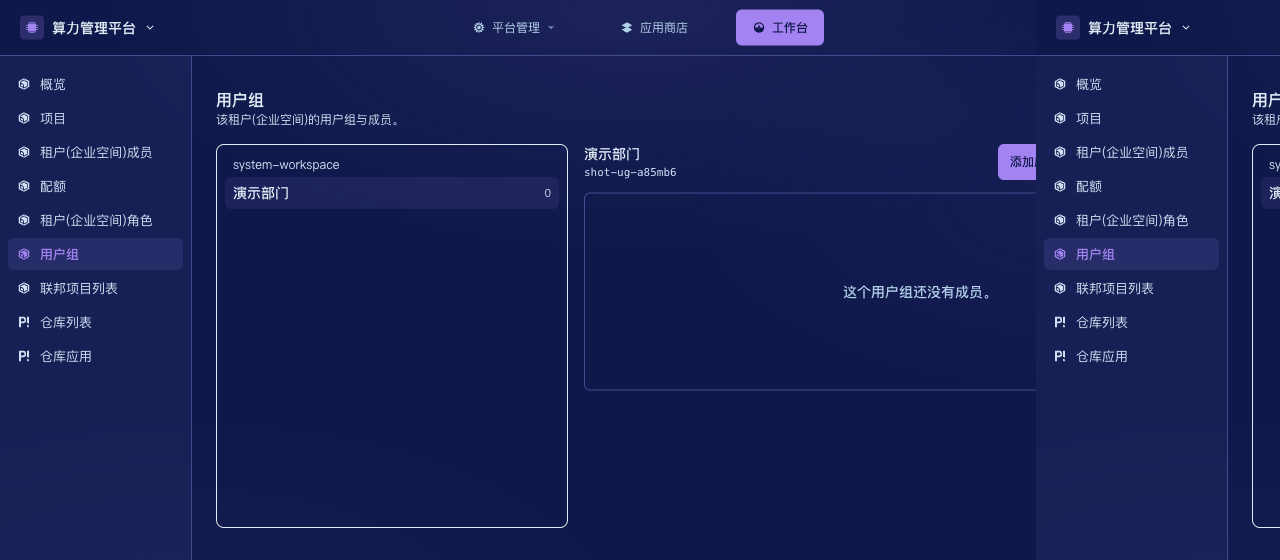 算力管理平台
平台管理
应用商店
工作台
概览
项目
租户(企业空间)成员
配额
租户(企业空间)角色
用户组
联邦项目列表
P! 仓库列表
P! 仓库应用
用户组
该租户(企业空间)的用户组与成员。
system-workspace
演示部门 0
演示部门
shot-ug-a85mb6
添加
这个用户组还没有成员。
算力管理平台
概览
项目
租户(企业空间)成员
配额
租户(企业空间)角色
用户组
联邦项目列表
P! 仓库列表
P! 仓库应用
用户
该租
sy